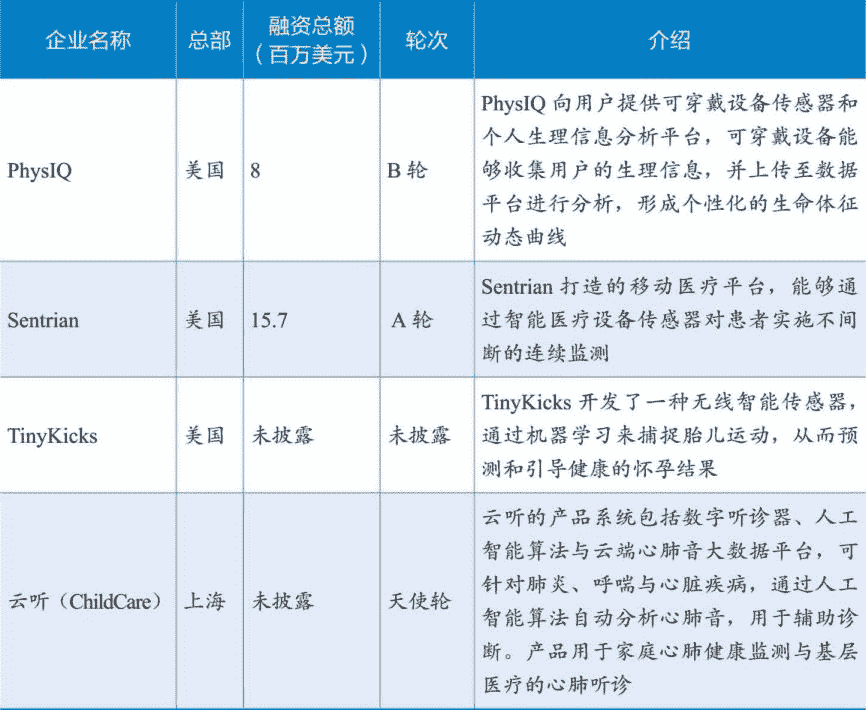 企业名称 总部 融资总额（百万美元） 轮次 介绍
PhysIQ 美国 8 B 轮
PhysIQ 向用户提供可穿戴设备传感器和
个人生理信息分析平台，可穿戴设备能
够收集用户的生理信息，并上传至数据
平台进行分析，形成个性化的生命体征
动态曲线
Sentrian 美国 15.7 A 轮
Sentrian 打造的移动医疗平台，能够通
过智能医疗设备传感器对患者实施不间
断的连续监测
TinyKicks 美国 未披露 未披露
TinyKicks 开发了一种无线智能传感器，
通过机器学习来捕捉胎儿运动，从而预
测和引导健康的怀孕结果
云听（ChildCare） 上海 未披露 天使轮
云听的产品系统包括数字听诊器、人工
智能算法与云端心肺音大数据平台，可
针对肺炎、呼喘与心脏疾病，通过人工
智能算法自动分析心肺音，用于辅助诊
断。产品用于家庭心肺健康监测与基层
医疗的心肺听诊